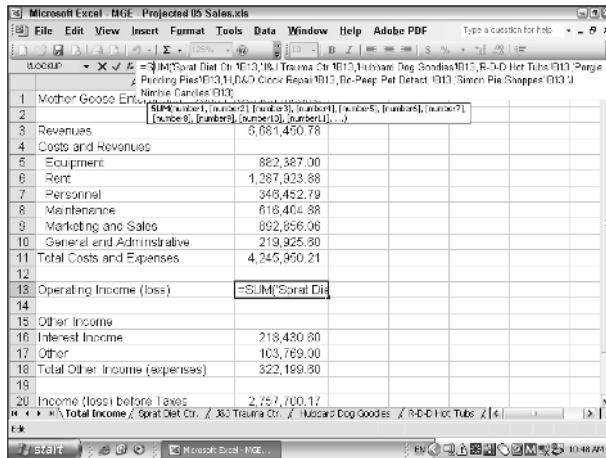 Microsoft Excel - MGE - Projected 05 Sales.xls
File Edit View Insert Format Tools Data Window Help Adobe PDF Type a question for help
125% 10 B I
=SUM('Sprat Diet Ctr.'!B13,'J&J Trauma Ctr.'!B13,'Hubbard Dog Goodies'!B13,'R-D-D Hot Tubs'!B13,'Porgie
Pudding Pies'!B13,'H,D&D Clock Repair'!B13,'Bo-Peep Pet Detect.'!B13,'Simon Pie Shoppes'!B13,'J.
Nimble Candles'!B13)
SUM(number1, [number2], [number3], [number4], [number5], [number6], [number7],
[number8], [number9], [number10], [number11], ...)
1 Mother Goose
2
3 Revenues 6,681,450.78
4 Costs and Revenues
5 Equipment 882,387.00
6 Rent 1,287,923.88
7 Personnel 346,452.79
8 Maintenance 616,404.88
9 Marketing and Sales 892,856.06
10 General and Adminstrative 219,925.60
11 Total Costs and Expenses 4,245,950.21
12
13 Operating Income (loss) =SUM('Sprat Die
14
15 Other Income
16 Interest Income 218,430.60
17 Other 103,769.00
18 Total Other Income (expenses) 322,199.60
19
20 Income (loss) before Taxes 2,757,700.17
Total Income / Sprat Diet Ctr. / J&J Trauma Ctr. / Hubbard Dog Goodies / R-D-D Hot Tubs
Edit
start Microsoft Excel - MGE... EN 10:48 AM